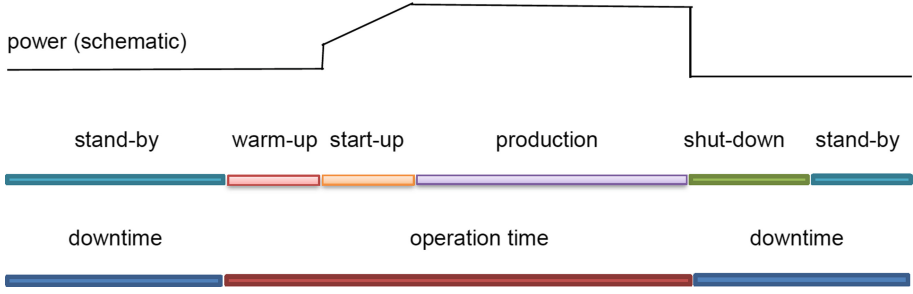 power (schematic)
stand-by warm-up start-up production shut-down stand-by
downtime operation time downtime